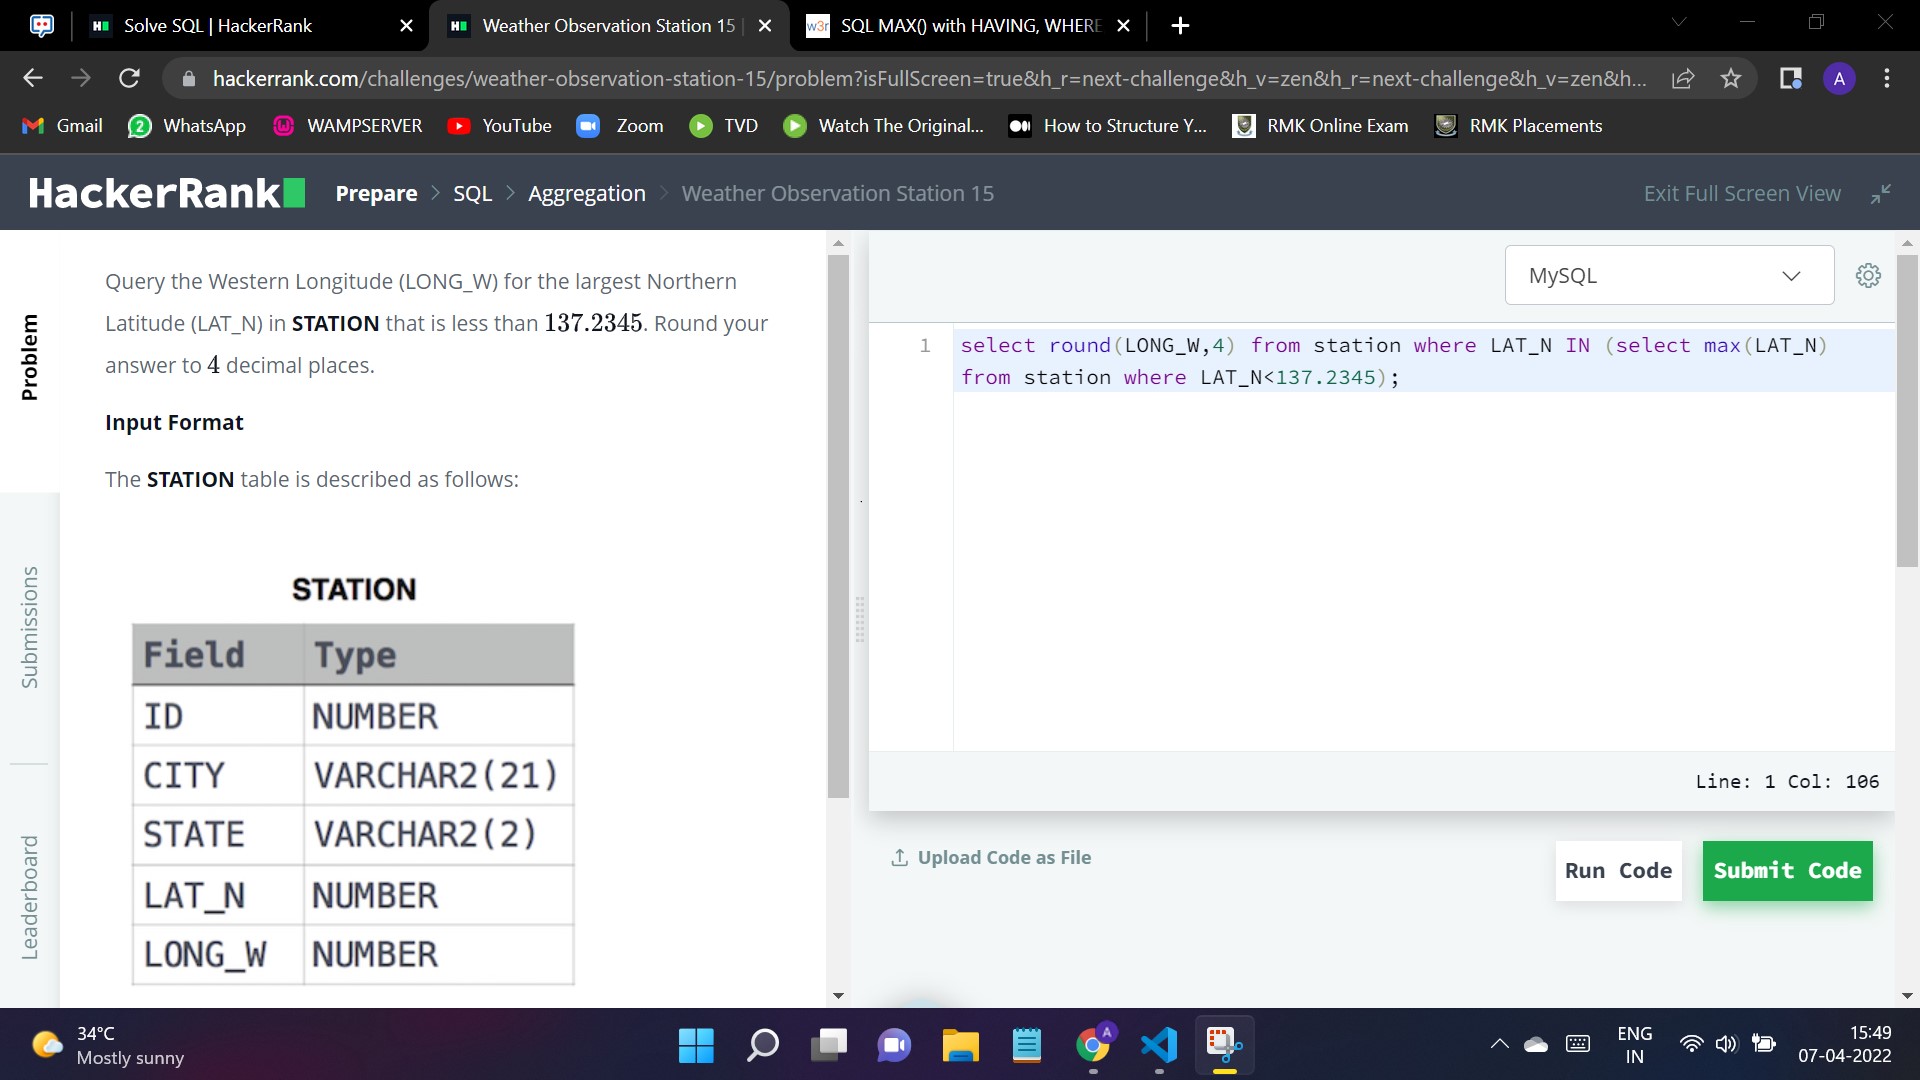 Solve SQL | HackerRank
Weather Observation Station 15
w3r SQL MAX() with HAVING, WHERE
hackerrank.com/challenges/weather-observation-station-15/problem?isFullScreen=true&h_r=next-challenge&h_v=zen&h_r=next-challenge&h_v=zen&h...
A
Gmail
2 WhatsApp
WAMPSERVER
YouTube
Zoom
TVD
Watch The Original...
How to Structure Y...
RMK Online Exam
RMK Placements
HackerRank
Prepare > SQL > Aggregation > Weather Observation Station 15
Exit Full Screen View
Problem
Submissions
Leaderboard
Query the Western Longitude (LONG_W) for the largest Northern
Latitude (LAT_N) in STATION that is less than 137.2345. Round your
answer to 4 decimal places.
Input Format
The STATION table is described as follows:
STATION
Field Type
ID NUMBER
CITY VARCHAR2(21)
STATE VARCHAR2(2)
LAT_N NUMBER
LONG_W NUMBER
MySQL
1 select round(LONG_W,4) from station where LAT_N IN (select max(LAT_N)
from station where LAT_N<137.2345);
Line: 1 Col: 106
Upload Code as File
Run Code
Submit Code
34°C
Mostly sunny
A
ENG
IN
15:49
07-04-2022